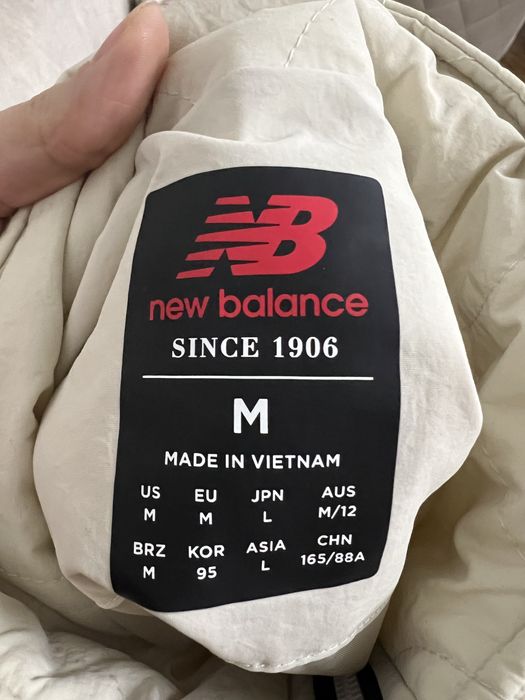 NB
new balance
SINCE 1906
M
MADE IN VIETNAM
US EU JPN AUS
M M L M/12
BRZ KOR ASIA CHN
M 95 L 165/88A